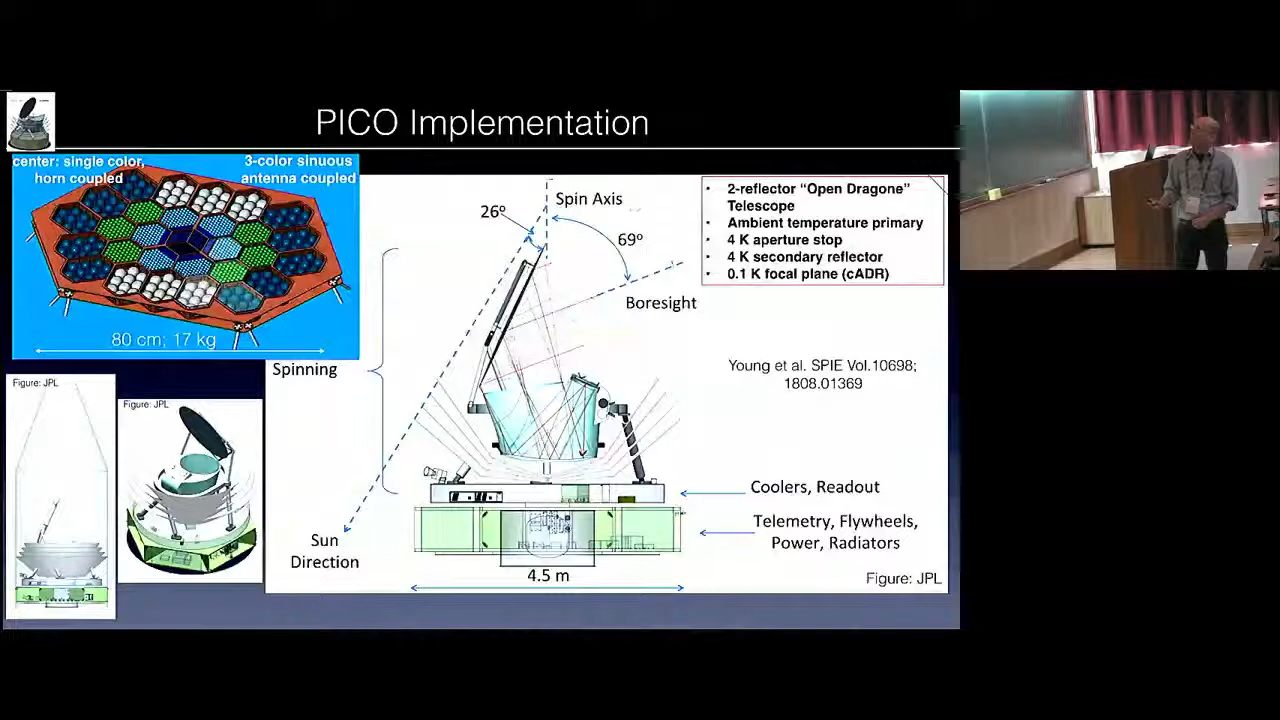 PICO Implementation
center: single color,
horn coupled
3-color sinuous
antenna coupled
80 cm; 17 kg
Figure: JPL
Figure: JPL
Spinning
26º
Spin Axis
69º
Boresight
Sun
Direction
4.5 m
• 2-reflector “Open Dragone”
Telescope
• Ambient temperature primary
• 4 K aperture stop
• 4 K secondary reflector
• 0.1 K focal plane (cADR)
Young et al. SPIE Vol.10698;
1808.01369
Coolers, Readout
Telemetry, Flywheels,
Power, Radiators
Figure: JPL